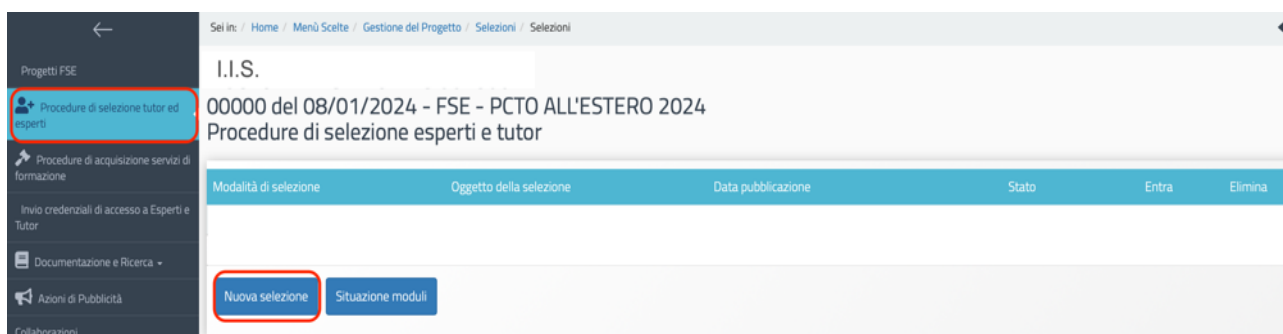 Sei in: / Home / Menù Scelte / Gestione del Progetto / Selezioni / Selezioni
Progetti FSE
Procedure di selezione tutor ed
esperti
Procedure di acquisizione servizi di
formazione
Invio credenziali di accesso a Esperti e
Tutor
Documentazione e Ricerca
Azioni di Pubblicità
Collaborazioni
I.I.S.
00000 del 08/01/2024 - FSE - PCTO ALL'ESTERO 2024
Procedure di selezione esperti e tutor
Modalità di selezione Oggetto della selezione Data pubblicazione Stato Entra Elimina
Nuova selezione Situazione moduli